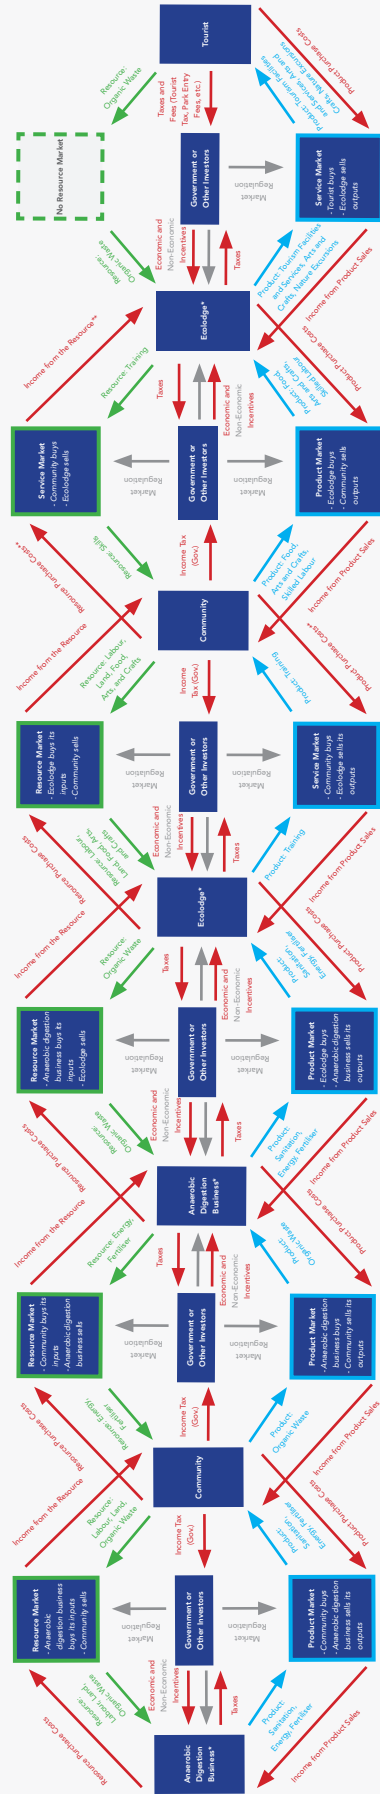 Resource Purchase Costs
Resource:
Labour, Land,
Organic Waste
Anaerobic
Digestion
Business*
Economic and
Non-Economic
Incentives
Taxes
Product:
Sanitation,
Energy, Fertiliser
Income from Product Sales
Resource Market
- Anaerobic
digestion business
buys its inputs
- Community sells
Market
Regulation
Government or
Other Investors
Market
Regulation
Product Market
- Community buys
- Anaerobic digestion
business sells its
outputs
Income from the Resource
Resource:
Labour, Land,
Organic Waste
Income Tax
(Gov.)
Product:
Sanitation,
Energy, Fertiliser
Product Purchase Costs
Community
Resource Purchase Costs
Resource: Energy,
Fertiliser
Income Tax
(Gov.)
Product:
Organic Waste
Income from Product Sales
Resource Market
- Community buys its
inputs
- Anaerobic digestion
business sells
Market
Regulation
Government or
Other Investors
Market
Regulation
Product Market
- Anaerobic digestion
business buys
- Community sells its
outputs
Income from the Resource
Resource: Energy,
Fertiliser
Taxes
Economic and
Non-Economic
Incentives
Product:
Organic Waste
Product Purchase Costs
Anaerobic
Digestion
Business*
Resource Purchase Costs
Resource:
Organic Waste
Economic and
Non-Economic
Incentives
Taxes
Product:
Sanitation,
Energy, Fertiliser
Income from Product Sales
Resource Market
- Anaerobic digestion
business buys its
intputs
- Ecolodge sells
Market
Regulation
Government or
Other Investors
Market
Regulation
Product Market
- Ecolodge buys
- Anaerobic digestion
business sells its
outputs
Income from the Resource
Resource:
Organic Waste
Taxes
Economic and
Non-Economic
Incentives
Product:
Sanitation,
Energy, Fertiliser
Product Purchase Costs
Ecolodge*
Resource Purchase Costs
Resource: Labour,
Land, Food, Arts,
and Crafts
Economic and
Non-Economic
Incentives
Taxes
Product: Training
Income from Product Sales
Resource Market
- Ecolodge buys its
inputs
- Community sells
Market
Regulation
Government or
Other Investors
Market
Regulation
Service Market
- Community buys
- Ecolodge sells its
outputs
Income from the Resource
Resource: Labour,
Land, Food,
Arts, and Crafts
Income
Tax (Gov.)
Product: Training
Product Purchase Costs**
Community
Resource Purchase Costs**
Resource: Skills
Income Tax
(Gov.)
Product: Food,
Arts and Crafts,
Skilled Labour
Income from Product Sales
Service Market
- Community buys
- Ecolodge sells
Market
Regulation
Government or
Other Investors
Market
Regulation
Product Market
- Ecolodge buys
- Community sells
outputs
Income from the Resource **
Resource: Training
Taxes
Economic and
Non-Economic
Incentives
Product: Food,
Arts and Crafts,
Skilled Labour
Product Purchase Costs
Ecolodge*
Resource:
Organic Waste
Economic and
Non-Economic
Incentives
Taxes
Product: Tourism Facilities
and Services, Arts and
Crafts, Nature Excursions
Income from Product Sales
No Resource Market
Government or
Other Investors
Market
Regulation
Service Market
- Tourist buys
- Ecolodge sells
outputs
Resource:
Organic Waste
Taxes and
Fees (Tourist
Tax, Park Entry
Fees, etc.)
Product: Tourism Facilities
and Services, Arts and
Crafts, Nature Excursions
Product Purchase Costs
Tourist